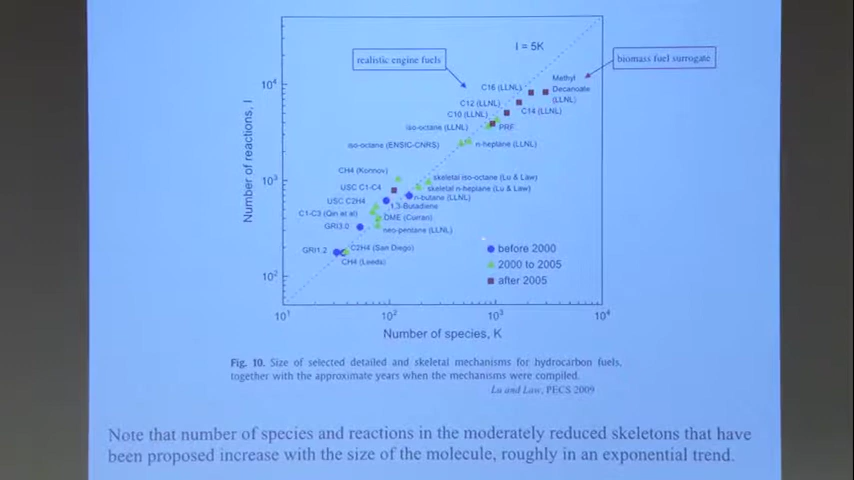 I = 5K
realistic engine fuels
biomass fuel surrogate
10⁴
C16 (LLNL)
Methyl
Decanoate
(LLNL)
C12 (LLNL)
C14 (LLNL)
C10 (LLNL)
iso-octane (LLNL)
PRF
iso-octane (ENSIC-CNRS)
n-heptane (LLNL)
Number of reactions, I
10³
CH4 (Konnov)
skeletal iso-octane (Lu & Law)
USC C1-C4
skeletal n-heptane (Lu & Law)
n-butane (LLNL)
USC C2H4
1,3-Butadiene
C1-C3 (Qin et al)
DME (Curran)
GRI3.0
neo-pentane (LLNL)
before 2000
GRI1.2
C2H4 (San Diego)
CH4 (Leeds)
2000 to 2005
10²
after 2005
10¹
10²
10³
10⁴
Number of species, K
Fig. 10. Size of selected detailed and skeletal mechanisms for hydrocarbon fuels,
together with the approximate years when the mechanisms were compiled.
Lu and Law, PECS 2009
Note that number of species and reactions in the moderately reduced skeletons that have
been proposed increase with the size of the molecule, roughly in an exponential trend.